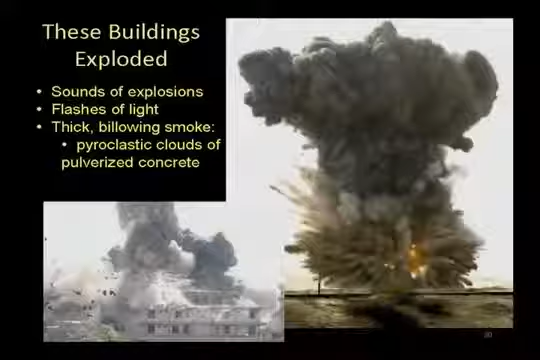 These Buildings
Exploded
• Sounds of explosions
• Flashes of light
• Thick, billowing smoke:
• pyroclastic clouds of
pulverized concrete